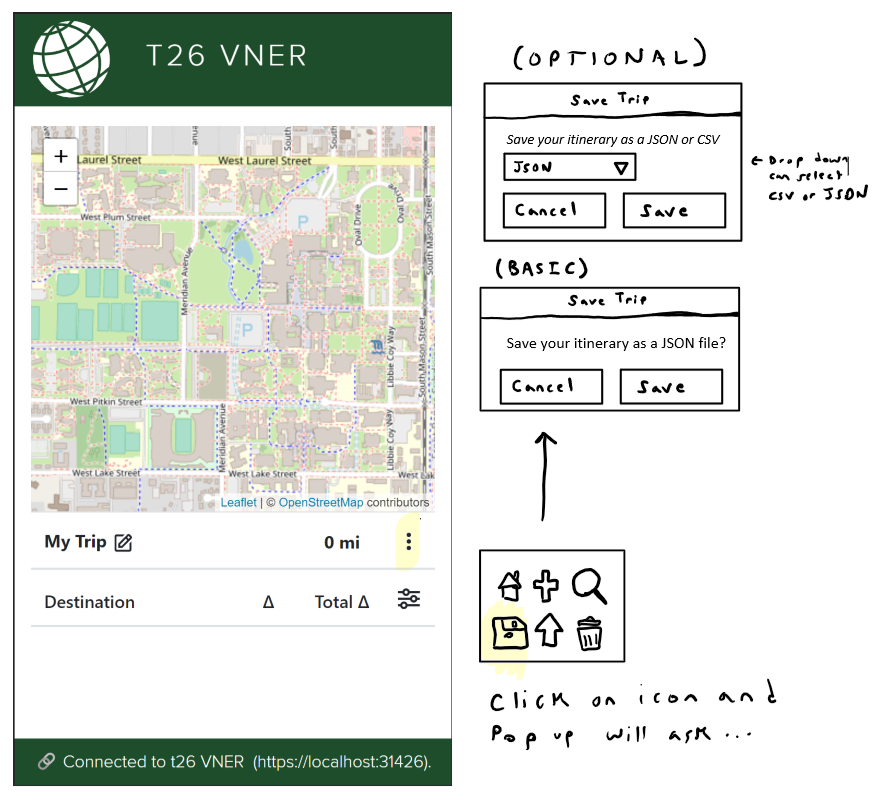 T26 VNER
+
−
Laurel Street
West Laurel Street
South
South
West Plum Street
Oval Drive
Oval Drive
South Mason Street
Meridian Avenue
P
P
Libbie Coy Way
South Mason Street
West Pitkin Street
Meridian Avenue
Libbie Coy Way
West Lake Street
West Lake Street
West Lak
Leaflet | © OpenStreetMap contributors
My Trip 0 mi
Destination Δ Total Δ
Connected to t26 VNER (https://localhost:31426).
(OPTIONAL)
Save Trip
Save your itinerary as a JSON or CSV
JSON
Cancel Save
← Drop down
can select
csv or JSON
(BASIC)
Save Trip
Save your itinerary as a JSON file?
Cancel Save
Click on icon and
Pop up will ask ...